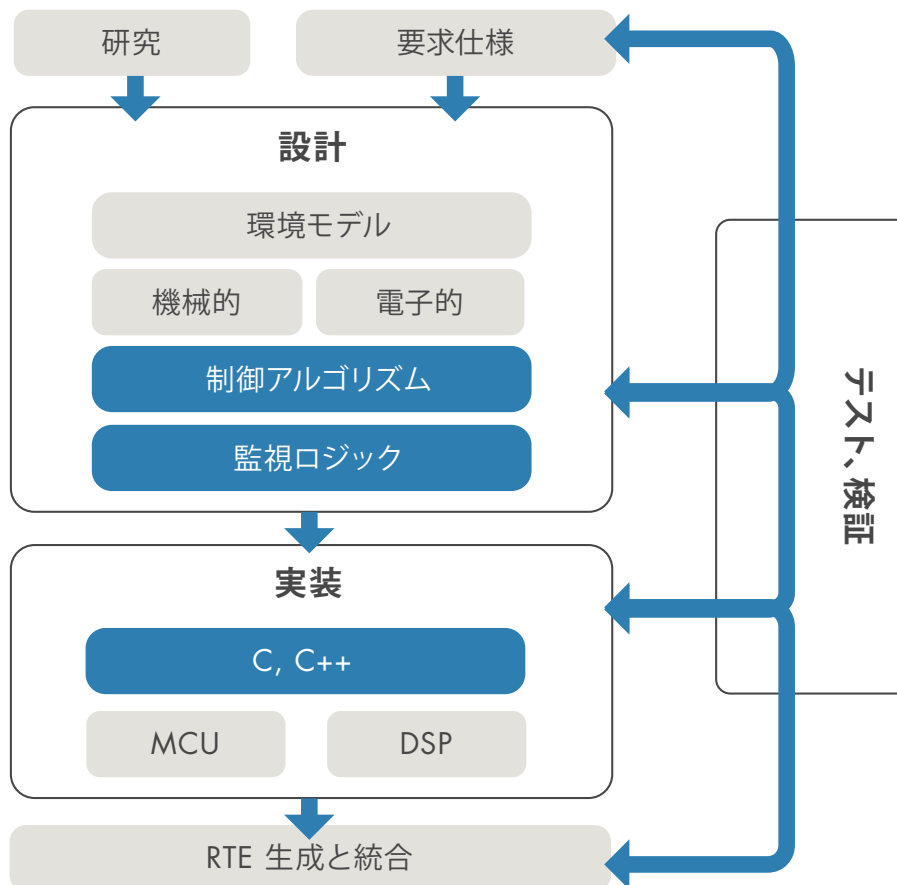 研究
要求仕様
設計
環境モデル
機械的
電子的
制御アルゴリズム
監視ロジック
テスト、検証
実装
C, C++
MCU
DSP
RTE 生成と統合